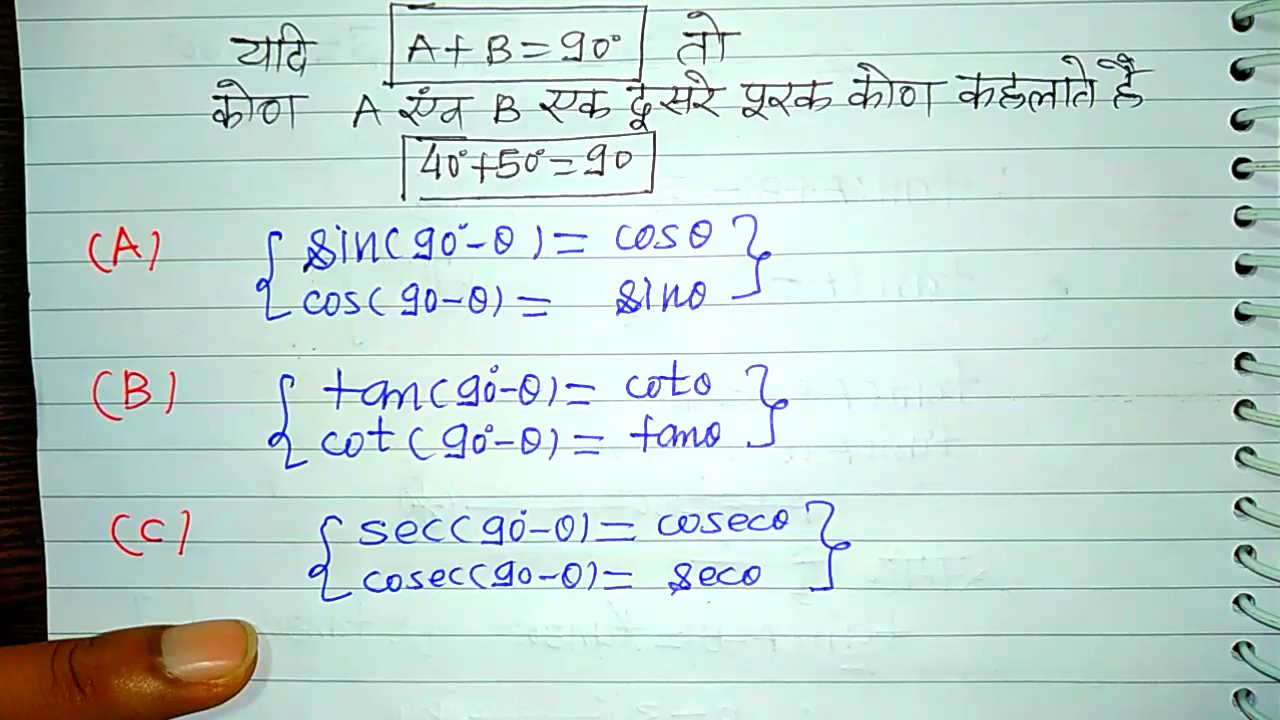 यदि A+B=90° तो
कोण A एंव B एक दूसरे पूरक कोण कहलाते है
40°+50°=90
(A) { sin(90°-θ) = cosθ }
cos(90-θ) = sinθ
(B) { tan(90°-θ) = cotθ }
cot(90°-θ) = tanθ
(C) { sec(90°-θ) = cosecθ }
cosec(90-θ) = secθ